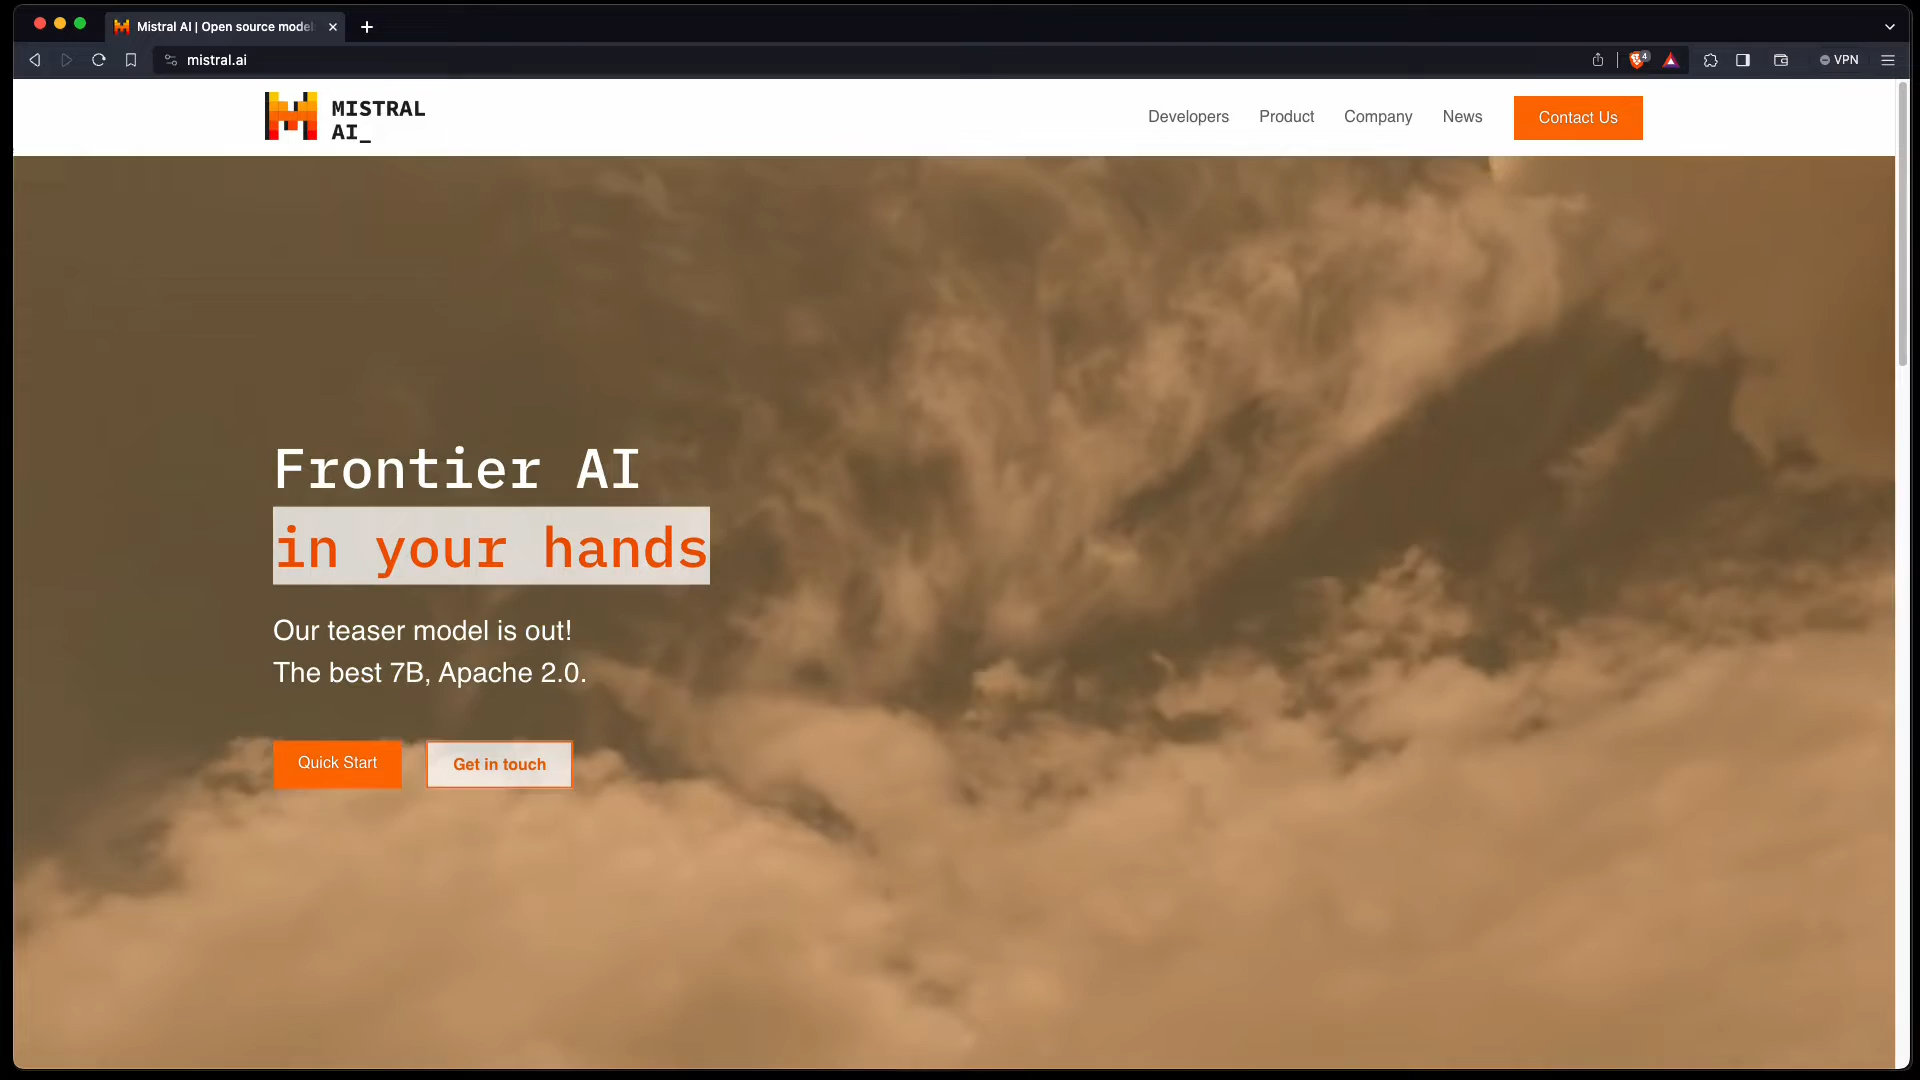 Mistral AI | Open source model
mistral.ai
4
VPN
MISTRAL
AI_
Developers
Product
Company
News
Contact Us
Frontier AI
in your hands
Our teaser model is out!
The best 7B, Apache 2.0.
Quick Start
Get in touch